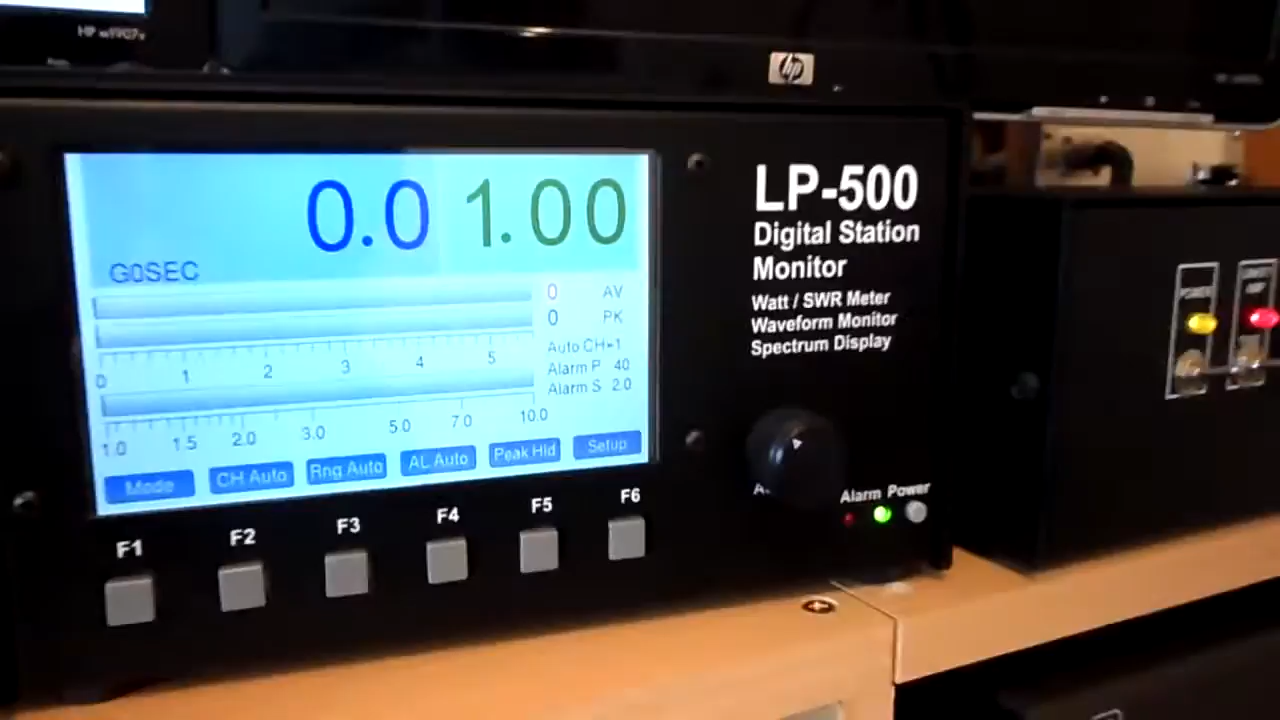 HP w1907v
hp
0.0 1.00
G0SEC
0 AV
0 PK
0 1 2 3 4 5
Auto CH=1
Alarm P 40
Alarm S 2.0
1.0 1.5 2.0 3.0 5.0 7.0 10.0
Mode CH Auto Rng Auto AL Auto Peak Hld Setup
F1 F2 F3 F4 F5 F6
LP-500
Digital Station
Monitor
Watt / SWR Meter
Waveform Monitor
Spectrum Display
Alarm Power
POWER